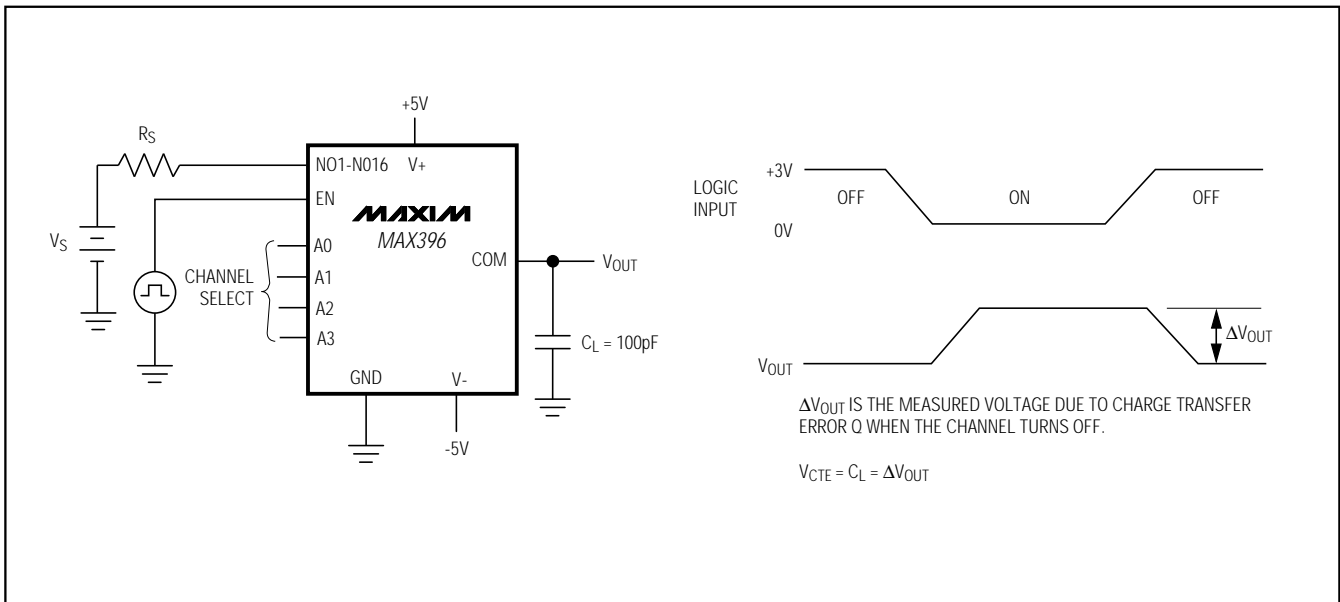 +5V
RS
NO1-N016 V+
EN
MAXIM
MAX396
VS
A0
A1
A2
A3
CHANNEL
SELECT
COM
VOUT
CL = 100pF
GND V-
-5V
LOGIC
INPUT
+3V
0V
OFF ON OFF
VOUT
ΔVOUT
ΔVOUT IS THE MEASURED VOLTAGE DUE TO CHARGE TRANSFER
ERROR Q WHEN THE CHANNEL TURNS OFF.
VCTE = CL = ΔVOUT